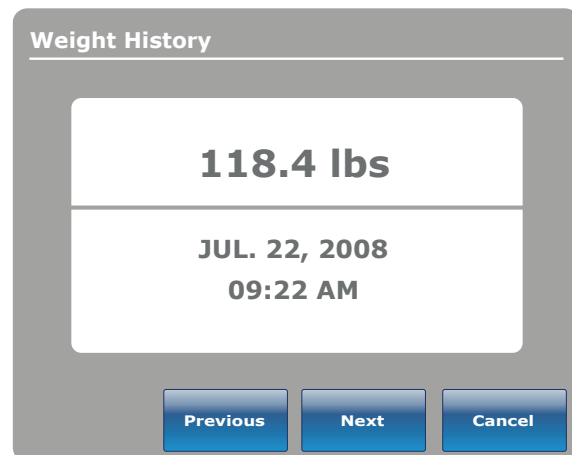 Weight History
118.4 lbs
JUL. 22, 2008
09:22 AM
Previous Next Cancel